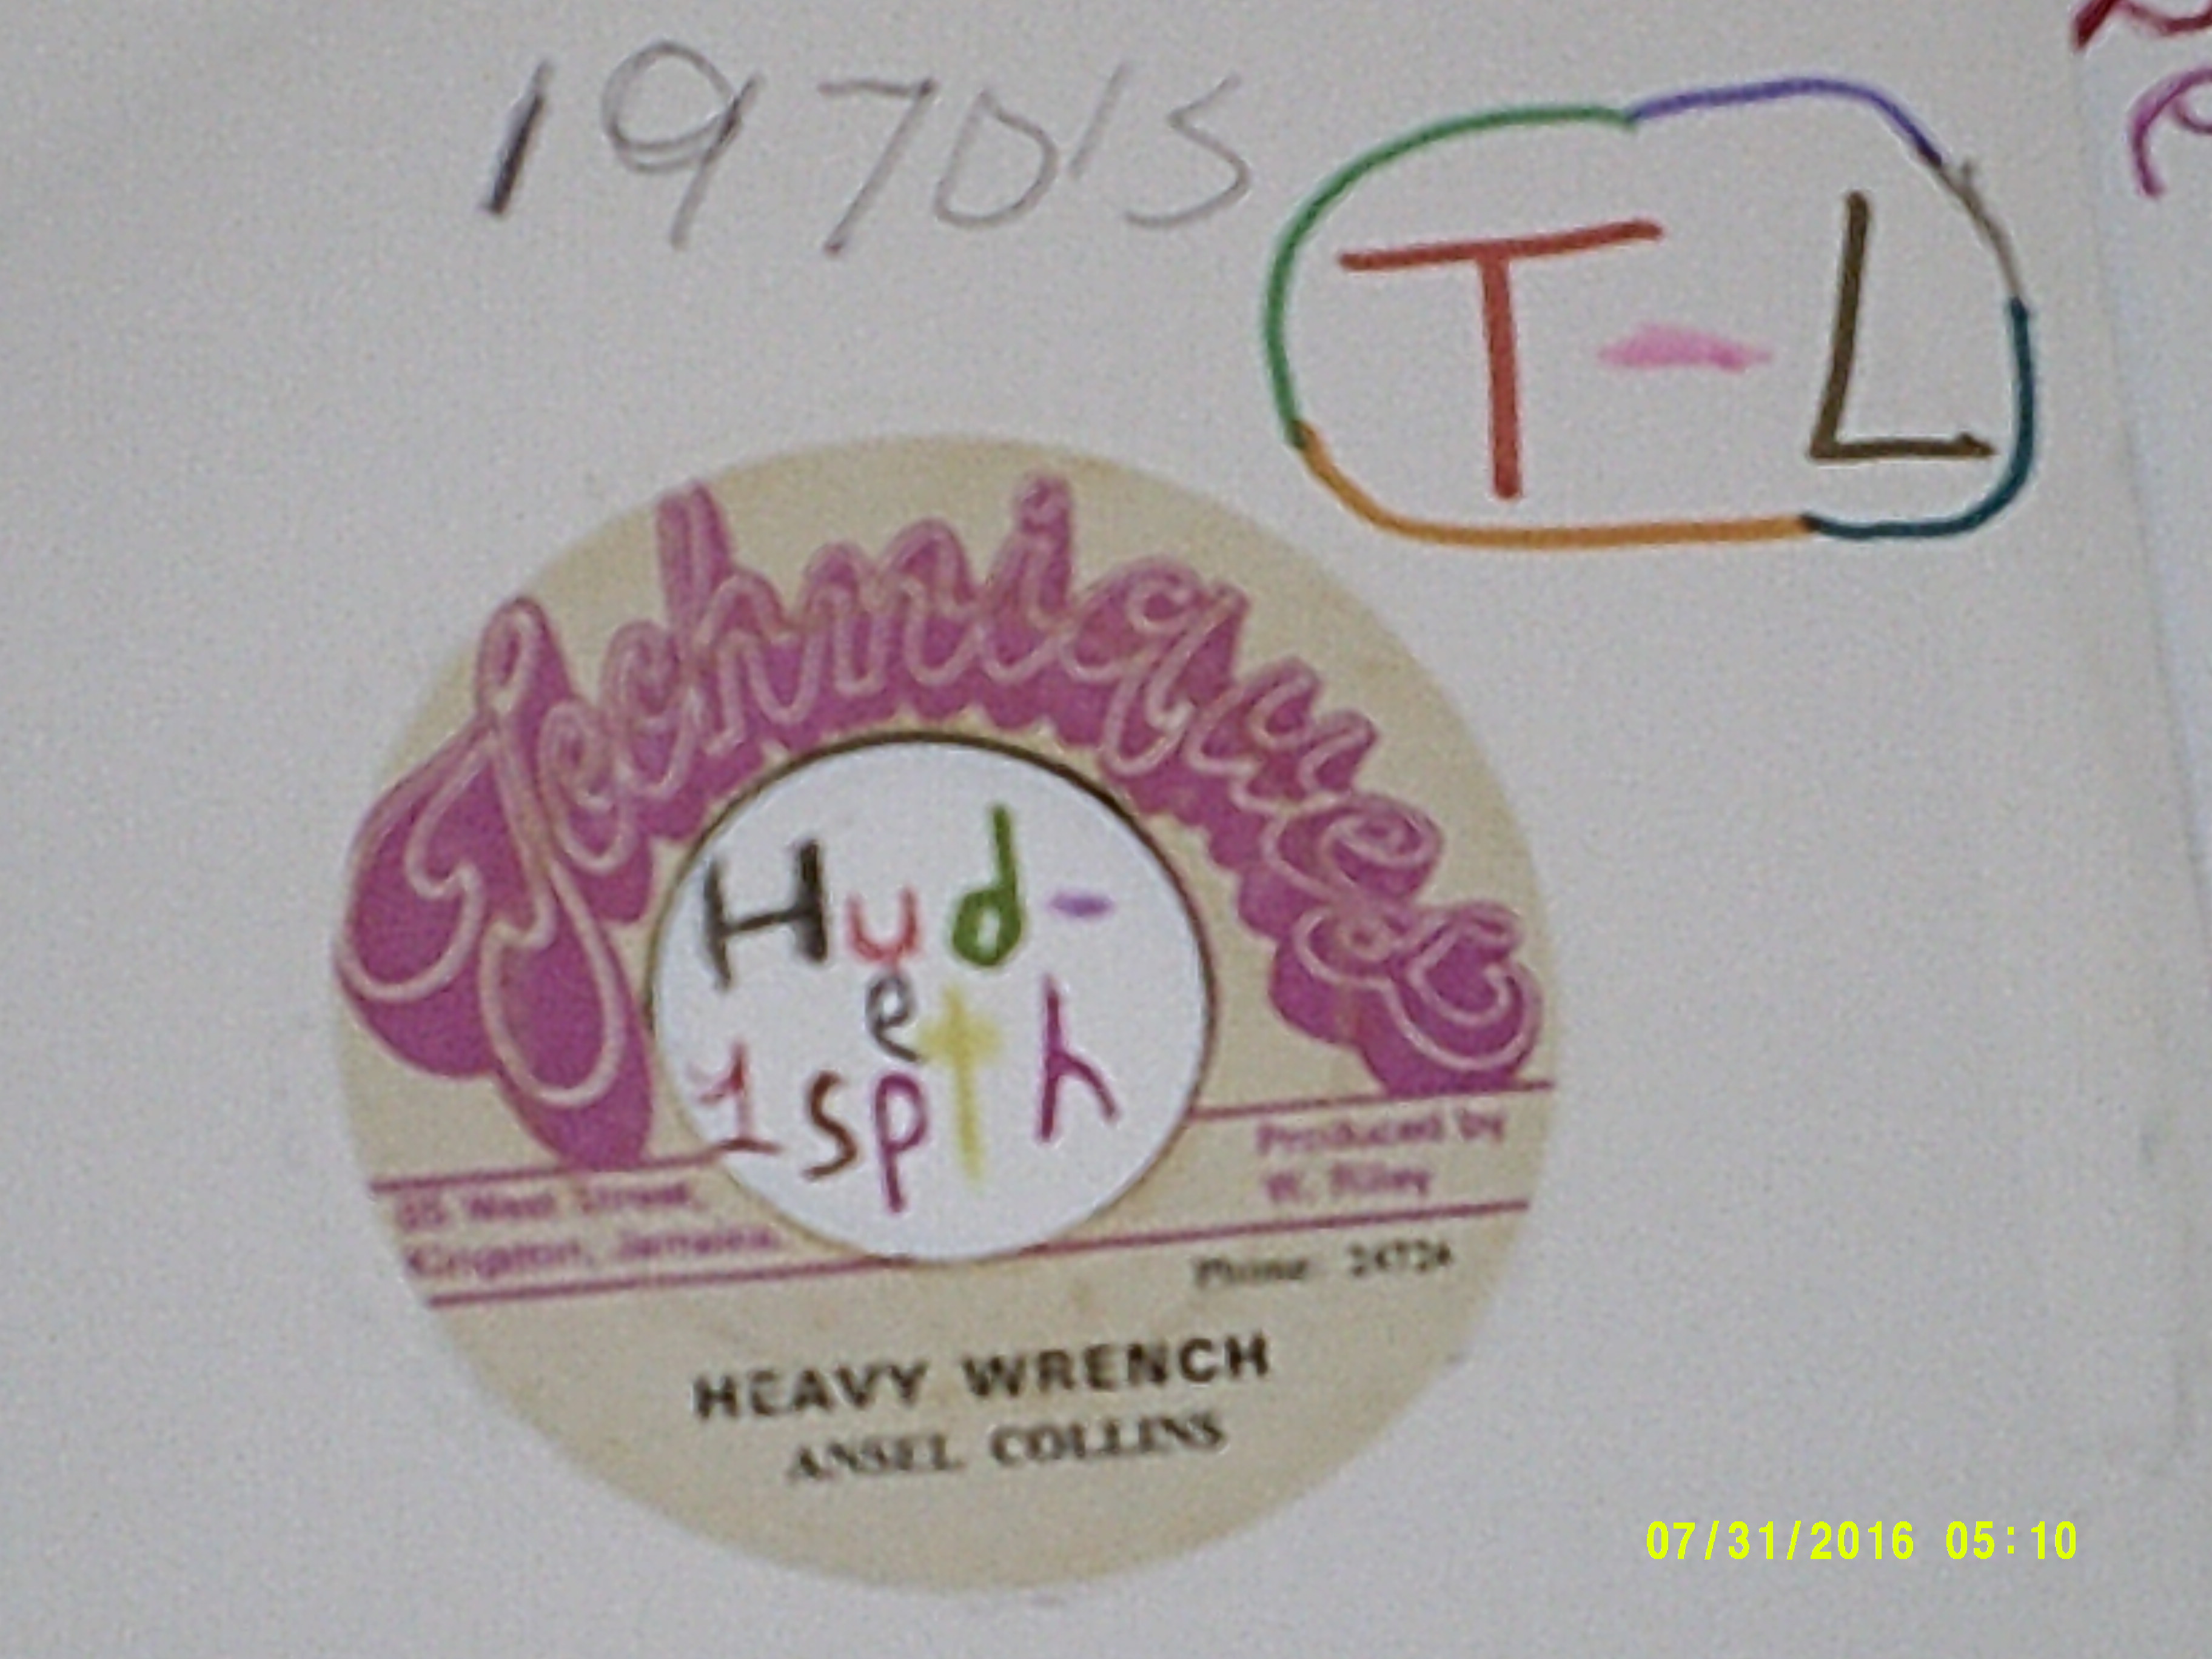 1970's
T-L
Techniques
Hud-
e
1spth
35 West Street,
Kingston, Jamaica.
Produced by
W. Riley
Phone: 24726
HEAVY WRENCH
ANSEL COLLINS
07/31/2016 05:10